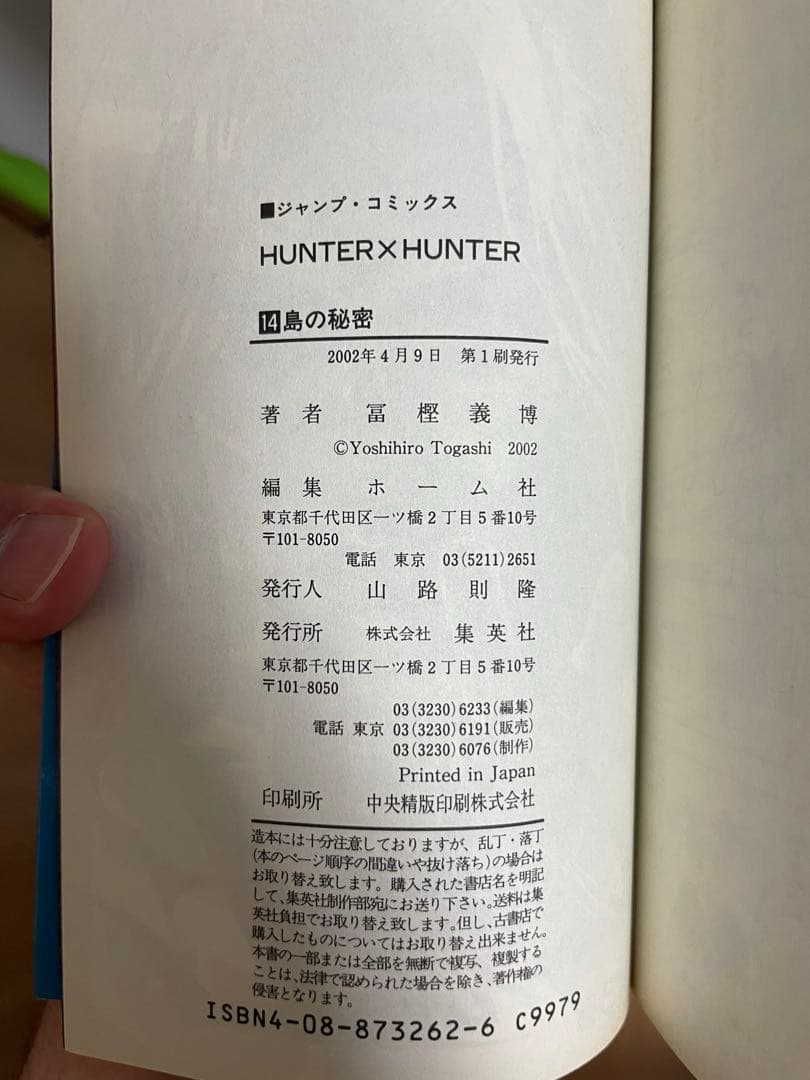 ■ジャンプ・コミックス
HUNTER×HUNTER
14島の秘密
2002年4月9日 第1刷発行
著者 冨樫義博
©Yoshihiro Togashi 2002
編集 ホーム社
東京都千代田区一ツ橋2丁目5番10号
〒101-8050
電話 東京 03(5211)2651
発行人 山路則隆
発行所 株式会社 集英社
東京都千代田区一ツ橋2丁目5番10号
〒101-8050
03(3230)6233(編集)
電話 東京 03(3230)6191(販売)
03(3230)6076(制作)
Printed in Japan
印刷所 中央精版印刷株式会社
造本には十分注意しておりますが、乱丁・落丁
(本のページ順序の間違いや抜け落ち)の場合は
お取り替え致します。購入された書店名を明記
して、集英社制作部宛にお送り下さい。送料は集
英社負担でお取り替え致します。但し、古書店で
購入したものについてはお取り替え出来ません。
本書の一部または全部を無断で複写、複製する
ことは、法律で認められた場合を除き、著作権の
侵害となります。
ISBN4-08-873262-6 C9979